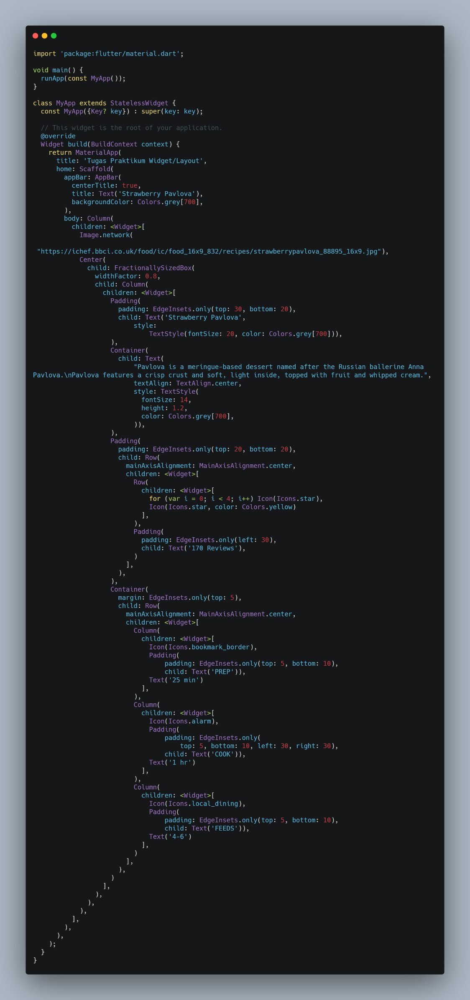 import 'package:flutter/material.dart';
void main() {
  runApp(const MyApp());
}
class MyApp extends StatelessWidget {
  const MyApp({Key? key}) : super(key: key);
  // This widget is the root of your application.
  @override
  Widget build(BuildContext context) {
    return MaterialApp(
      title: 'Tugas Praktikum Widget/Layout',
      home: Scaffold(
        appBar: AppBar(
          centerTitle: true,
          title: Text('Strawberry Pavlova'),
          backgroundColor: Colors.grey[700],
        ),
        body: Column(
          children: <Widget>[
            Image.network(
 "https://ichef.bbci.co.uk/food/ic/food_16x9_832/recipes/strawberrypavlova_88895_16x9.jpg"),
            Center(
              child: FractionallySizedBox(
                widthFactor: 0.8,
                child: Column(
                  children: <Widget>[
                    Padding(
                      padding: EdgeInsets.only(top: 30, bottom: 20),
                      child: Text('Strawberry Pavlova',
                          style:
                              TextStyle(fontSize: 20, color: Colors.grey[700])),
                    ),
                    Container(
                      child: Text(
                          "Pavlova is a meringue-based dessert named after the Russian ballerine Anna
Pavlova.\nPavlova features a crisp crust and soft, light inside, topped with fruit and whipped cream.",
                          textAlign: TextAlign.center,
                          style: TextStyle(
                            fontSize: 14,
                            height: 1.2,
                            color: Colors.grey[700],
                          )),
                    ),
                    Padding(
                      padding: EdgeInsets.only(top: 20, bottom: 20),
                      child: Row(
                        mainAxisAlignment: MainAxisAlignment.center,
                        children: <Widget>[
                          Row(
                            children: <Widget>[
                              for (var i = 0; i < 4; i++) Icon(Icons.star),
                              Icon(Icons.star, color: Colors.yellow)
                            ],
                          ),
                          Padding(
                            padding: EdgeInsets.only(left: 30),
                            child: Text('170 Reviews'),
                          )
                        ],
                      ),
                    ),
                    Container(
                      margin: EdgeInsets.only(top: 5),
                      child: Row(
                        mainAxisAlignment: MainAxisAlignment.center,
                        children: <Widget>[
                          Column(
                            children: <Widget>[
                              Icon(Icons.bookmark_border),
                              Padding(
                                  padding: EdgeInsets.only(top: 5, bottom: 10),
                                  child: Text('PREP')),
                              Text('25 min')
                            ],
                          ),
                          Column(
                            children: <Widget>[
                              Icon(Icons.alarm),
                              Padding(
                                  padding: EdgeInsets.only(
                                      top: 5, bottom: 10, left: 30, right: 30),
                                  child: Text('COOK')),
                              Text('1 hr')
                            ],
                          ),
                          Column(
                            children: <Widget>[
                              Icon(Icons.local_dining),
                              Padding(
                                  padding: EdgeInsets.only(top: 5, bottom: 10),
                                  child: Text('FEEDS')),
                              Text('4-6')
                            ],
                          )
                        ],
                      ),
                    )
                  ],
                ),
              ),
            ),
          ],
        ),
      ),
    );
  }
}